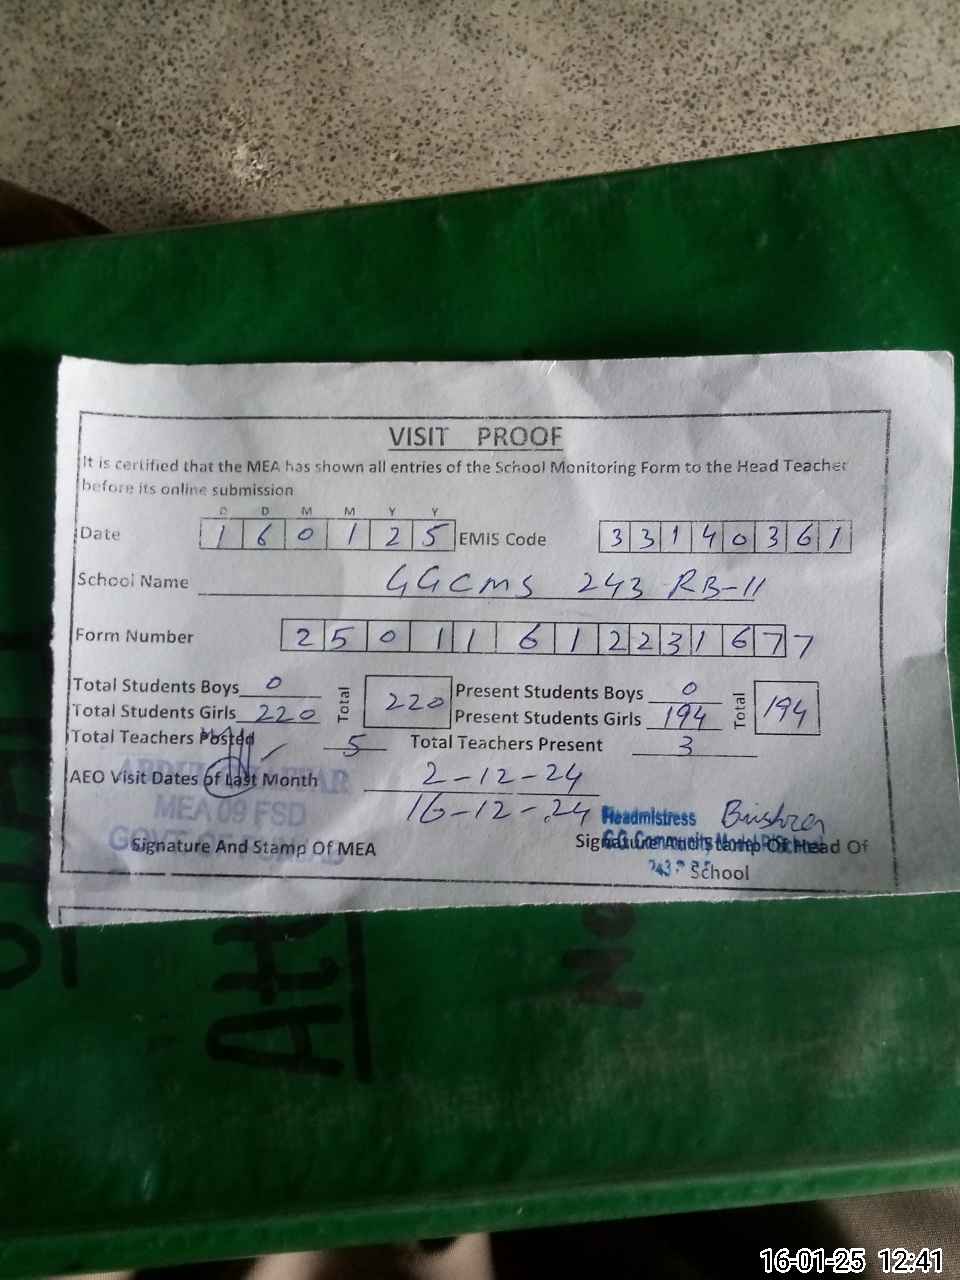 VISIT PROOF
It is certified that the MEA has shown all entries of the School Monitoring Form to the Head Teacher
before its online submission
D D M M Y Y
Date 1 6 0 1 2 5 EMIS Code 3 3 1 4 0 3 6 1
School Name GGCMS 243 RB-II
Form Number 2 5 0 1 1 6 1 2 2 3 1 6 7 7
Total Students Boys 0 Total 220 Present Students Boys 0 Total 194
Total Students Girls 220 Present Students Girls 194
Total Teachers Posted 5 Total Teachers Present 3
AEO Visit Dates of Last Month 2-12-24
16-12-24
MEA 09 FSD
Headmistress Bushra
Signature And Stamp Of MEA Signature And Stamp Of Head Of
School
16-01-25 12:41